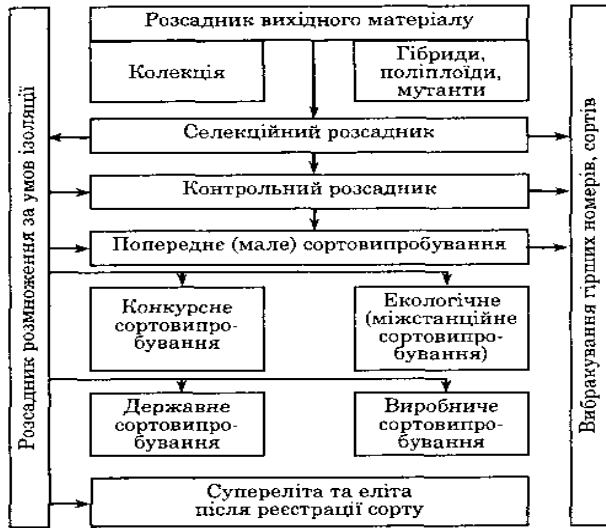 Розсадник вихідного матеріалу
Колекція
Гібриди,
поліплоїди,
мутанти
Селекційний розсадник
Контрольний розсадник
Попереднє (мале) сортовипробування
Конкурсне
сортовипро-
бування
Екологічне
(міжстанційне
сортовипро-
бування)
Державне
сортовипро-
бування
Виробниче
сортовипро-
бування
Супереліта та еліта
після реєстрації сорту
Розсадник розмноження за умов ізоляції
Вибракування гірших номерів, сортів